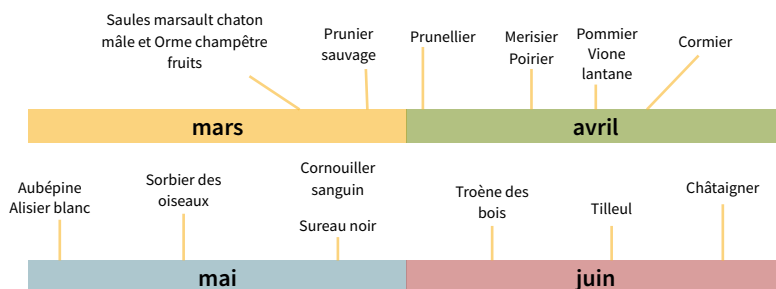 Saules marsault chaton
mâle et Orme champêtre
fruits
Prunier
sauvage
Prunellier
Merisier
Poirier
Pommier
Vione
lantane
Cormier
mars
avril
Aubépine
Alisier blanc
Sorbier des
oiseaux
Cornouiller
sanguin
Sureau noir
Troène des
bois
Tilleul
Châtaigner
mai
juin